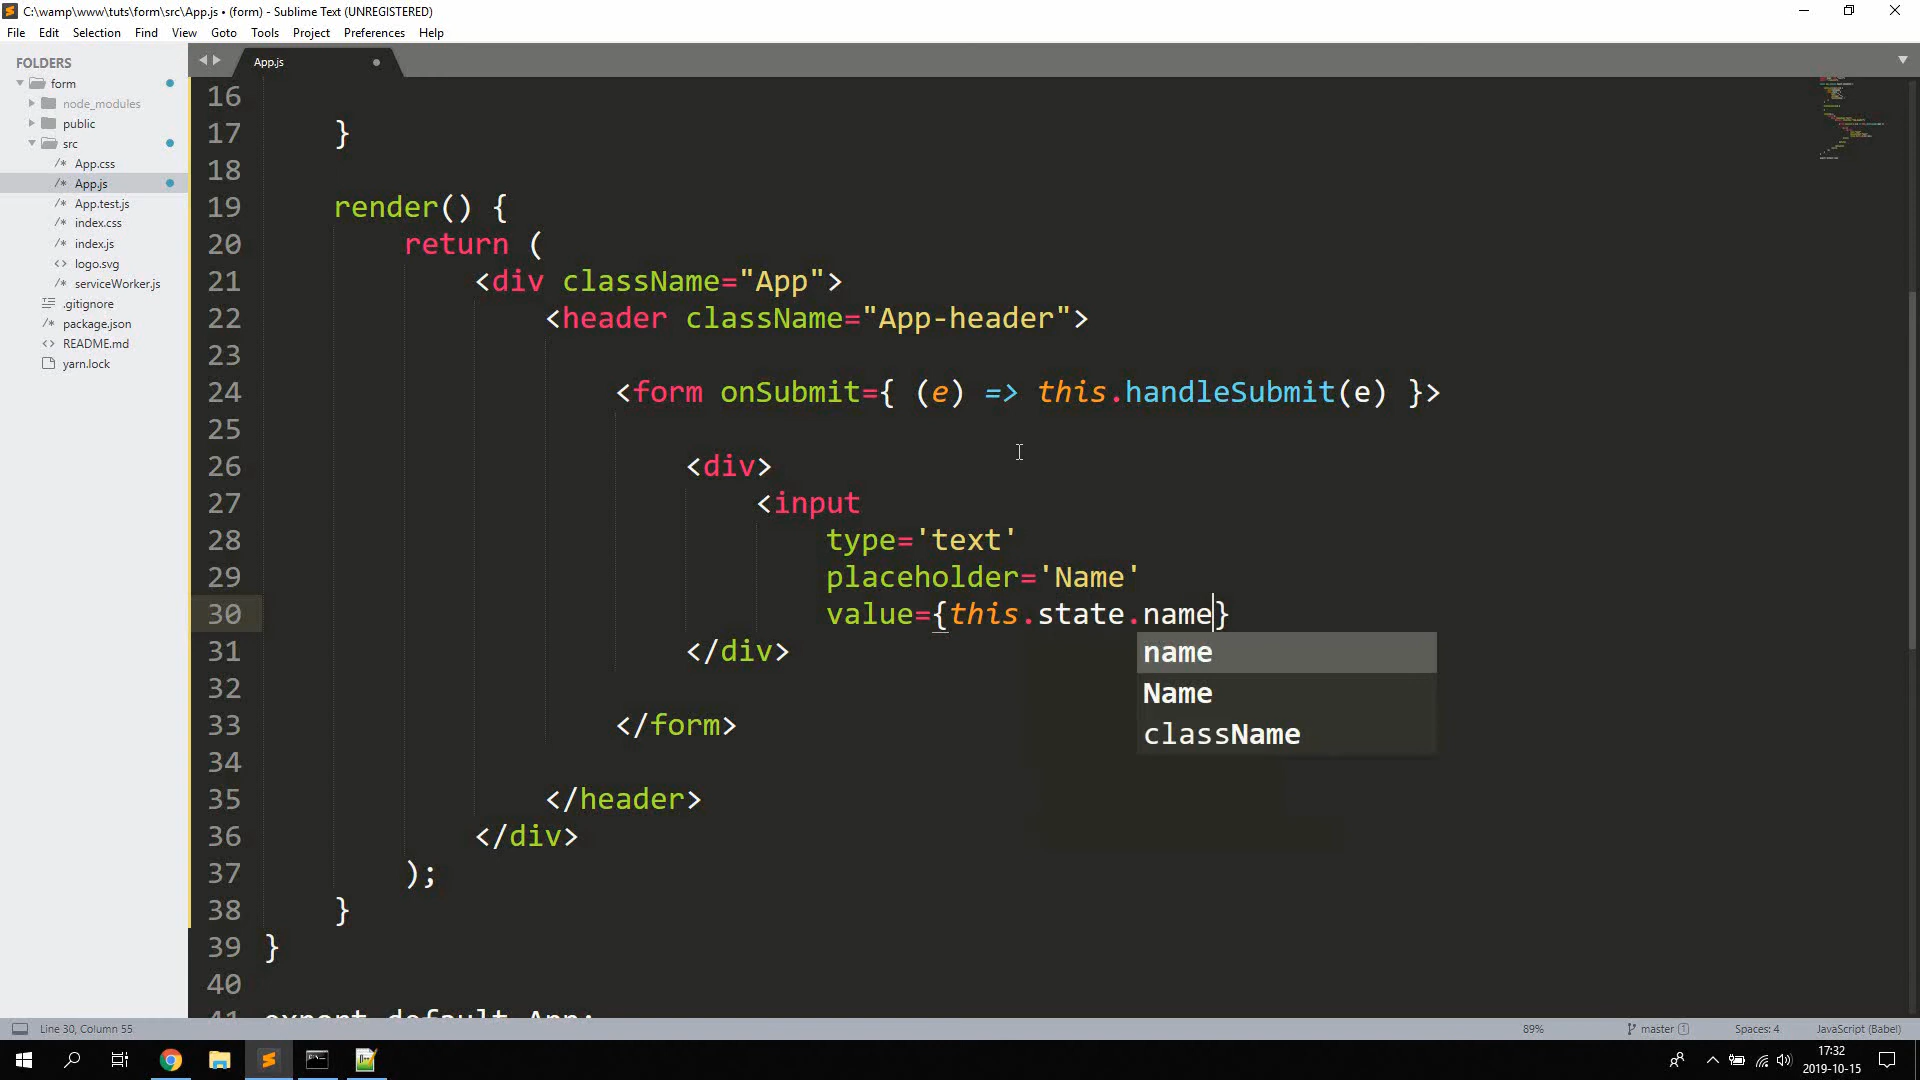 C:\wamp\www\tuts\form\src\App.js • (form) - Sublime Text (UNREGISTERED)
File Edit Selection Find View Goto Tools Project Preferences Help
FOLDERS
form
node_modules
public
src
App.css
App.js
App.test.js
index.css
index.js
logo.svg
serviceWorker.js
.gitignore
package.json
README.md
yarn.lock
App.js
16
17 }
18
19 render() {
20 return (
21 <div className="App">
22 <header className="App-header">
23
24 <form onSubmit={ (e) => this.handleSubmit(e) }>
25
26 <div>
27 <input
28 type='text'
29 placeholder='Name'
30 value={this.state.name}
31 </div>
32
33 </form>
34
35 </header>
36 </div>
37 );
38 }
39 }
40
41 export default App;
name
Name
className
Line 30, Column 55
89%
master 1
Spaces: 4
JavaScript (Babel)
17:32
2019-10-15